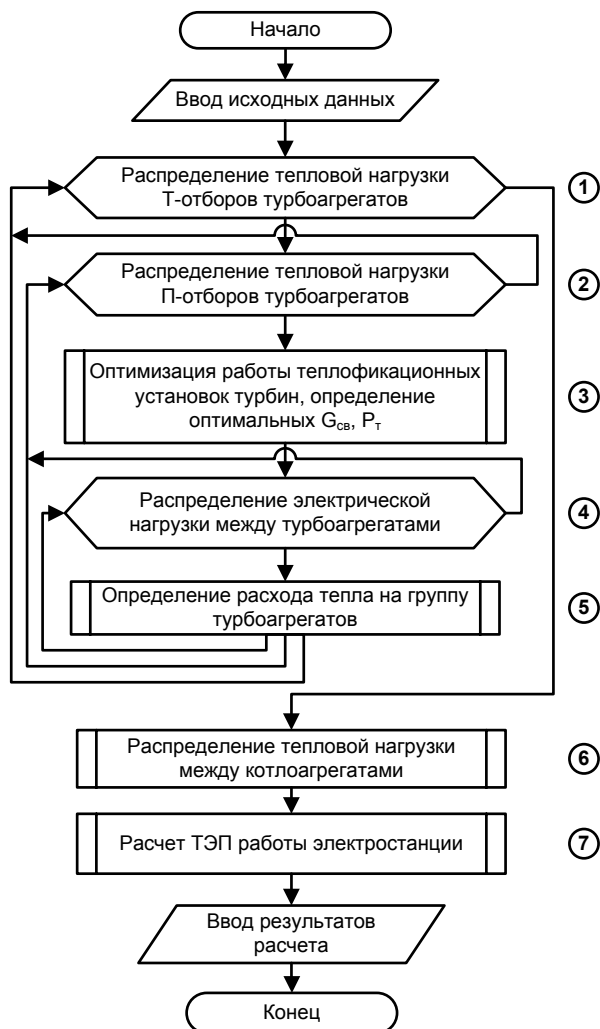 Начало
Ввод исходных данных
Распределение тепловой нагрузки
Т-отборов турбоагрегатов
1
Распределение тепловой нагрузки
П-отборов турбоагрегатов
2
Оптимизация работы теплофикационных
установок турбин, определение
оптимальных Gсв, Pт
3
Распределение электрической
нагрузки между турбоагрегатами
4
Определение расхода тепла на группу
турбоагрегатов
5
Распределение тепловой нагрузки
между котлоагрегатами
6
Расчет ТЭП работы электростанции
7
Ввод результатов
расчета
Конец